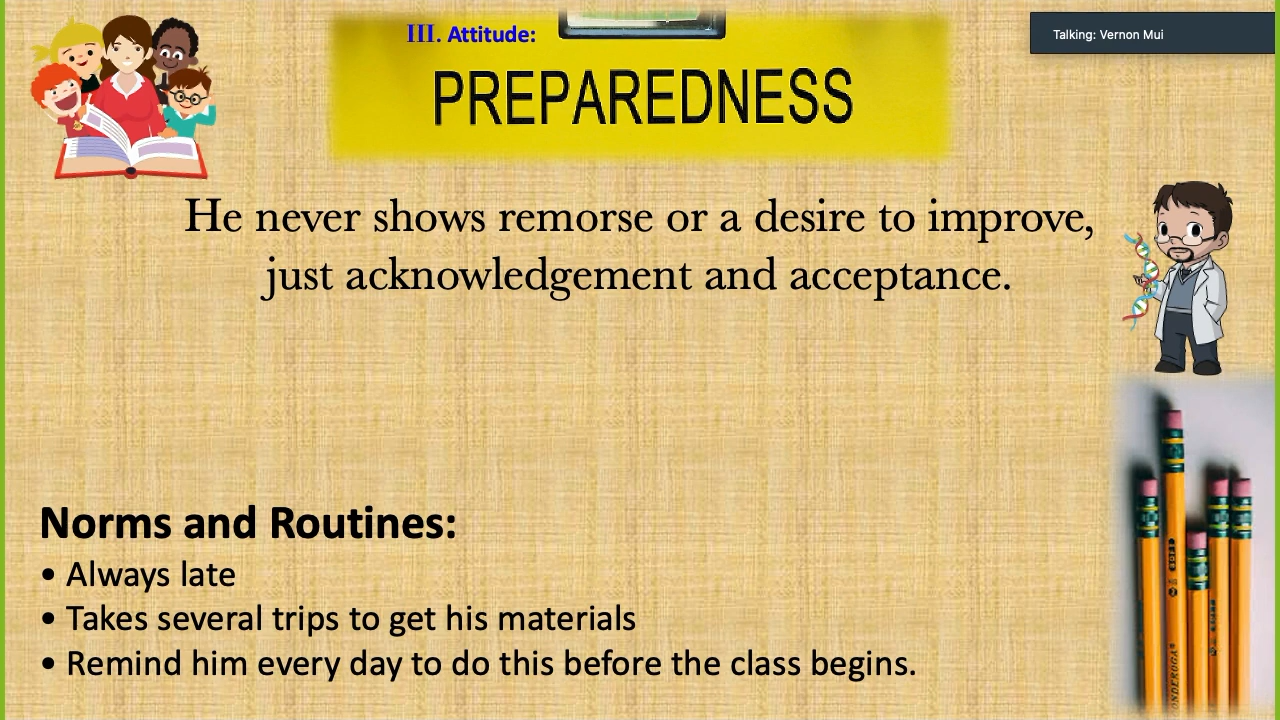 III. Attitude:
Talking: Vernon Mui
PREPAREDNESS
He never shows remorse or a desire to improve,
just acknowledgement and acceptance.
Norms and Routines:
• Always late
• Takes several trips to get his materials
• Remind him every day to do this before the class begins.